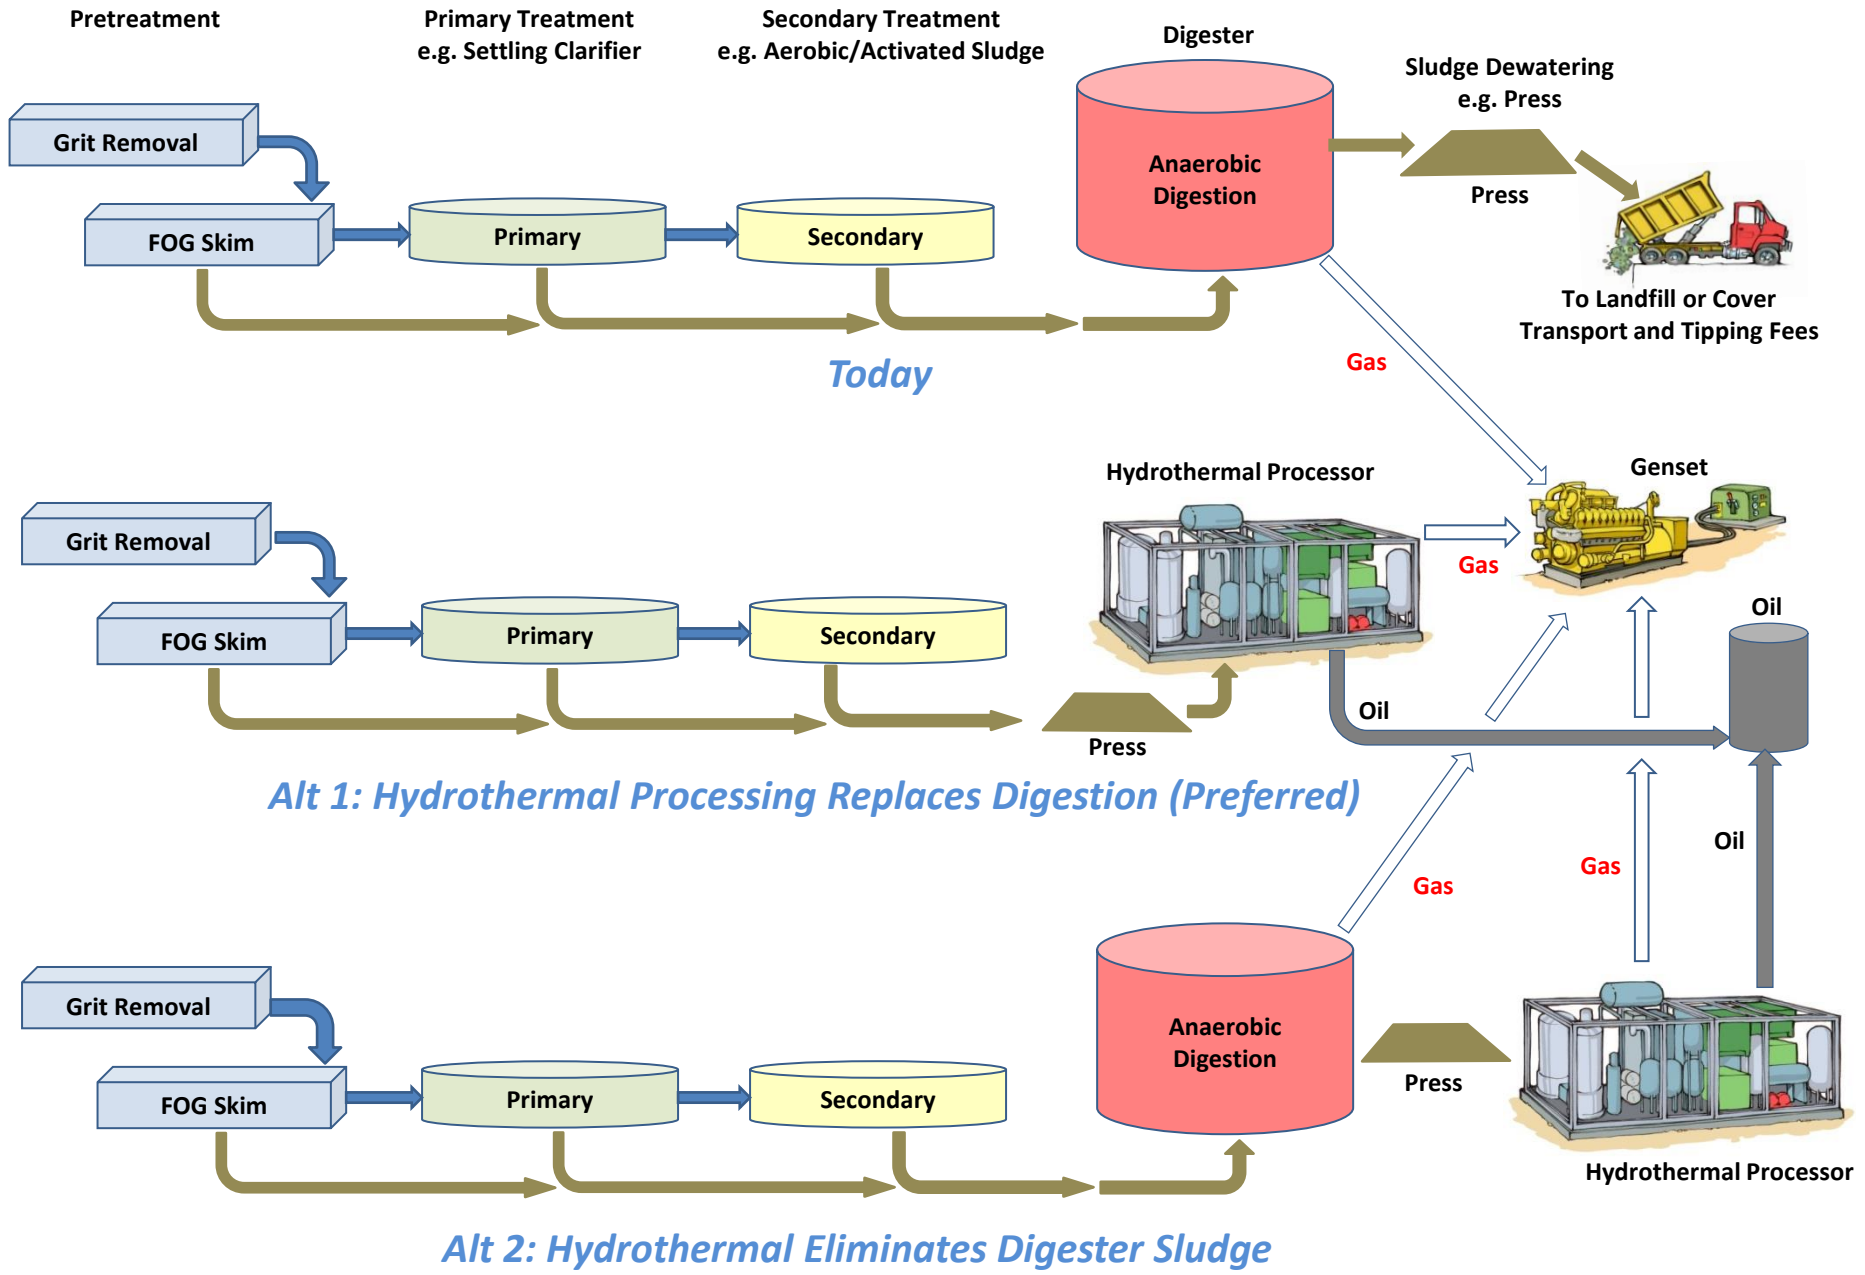 Pretreatment
Primary Treatment
e.g. Settling Clarifier
Secondary Treatment
e.g. Aerobic/Activated Sludge
Digester
Sludge Dewatering
e.g. Press
Grit Removal
FOG Skim
Primary
Secondary
Anaerobic
Digestion
Press
To Landfill or Cover
Transport and Tipping Fees
Gas
Today
Hydrothermal Processor
Genset
Grit Removal
Gas
FOG Skim
Primary
Secondary
Oil
Oil
Press
Alt 1: Hydrothermal Processing Replaces Digestion (Preferred)
Oil
Gas
Gas
Grit Removal
FOG Skim
Primary
Secondary
Anaerobic
Digestion
Press
Hydrothermal Processor
Alt 2: Hydrothermal Eliminates Digester Sludge